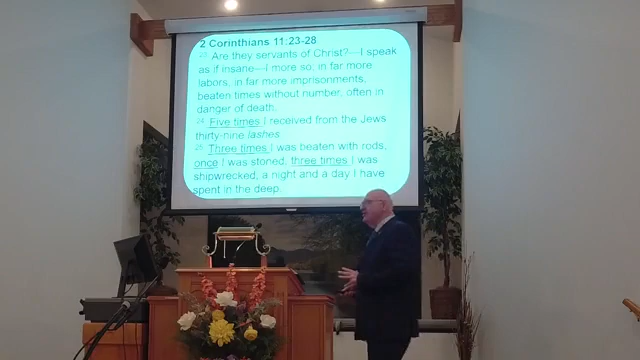 2 Corinthians 11:23-28
23 Are they servants of Christ?—I speak
as if insane—I more so; in far more
labors, in far more imprisonments,
beaten times without number, often in
danger of death.
24 Five times I received from the Jews
thirty-nine lashes.
25 Three times I was beaten with rods,
once I was stoned, three times I was
shipwrecked, a night and a day I have
spent in the deep.